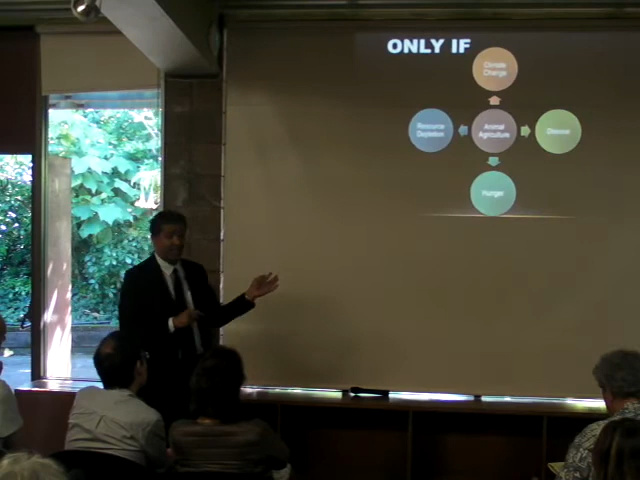 ONLY IF
Climate
Change
Resource
Depletion
Animal
Agriculture
Disease
Hunger